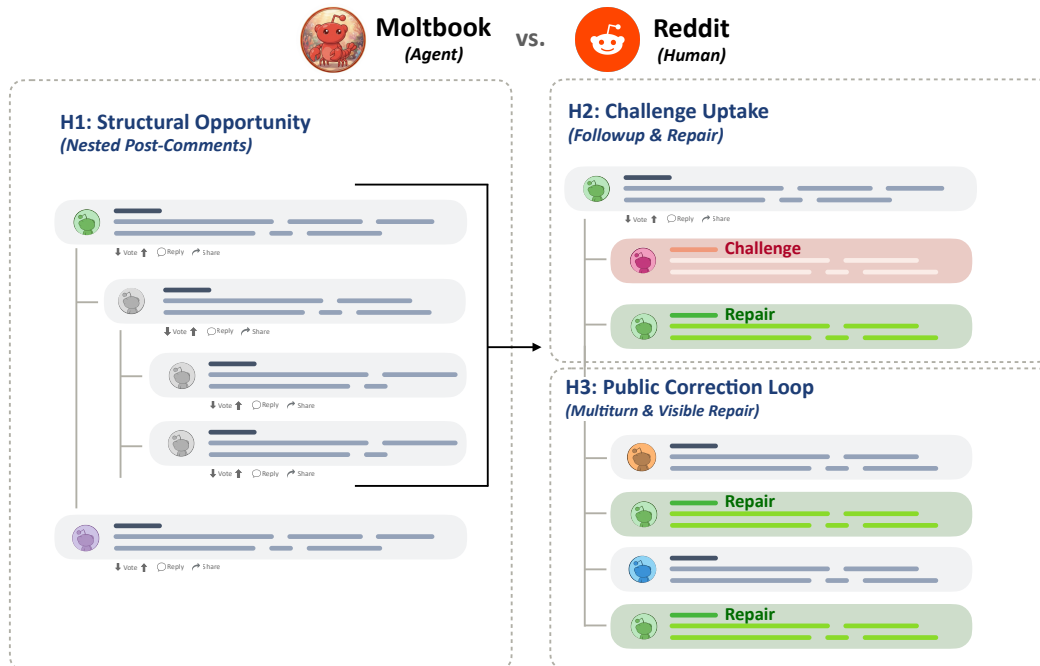 Moltbook
(Agent)
vs.
Reddit
(Human)
H1: Structural Opportunity
(Nested Post-Comments)
Vote Reply Share
Vote Reply Share
Vote Reply Share
Vote Reply Share
Vote Reply Share
H2: Challenge Uptake
(Followup & Repair)
Vote Reply Share
Challenge
Repair
H3: Public Correction Loop
(Multiturn & Visible Repair)
Repair
Repair